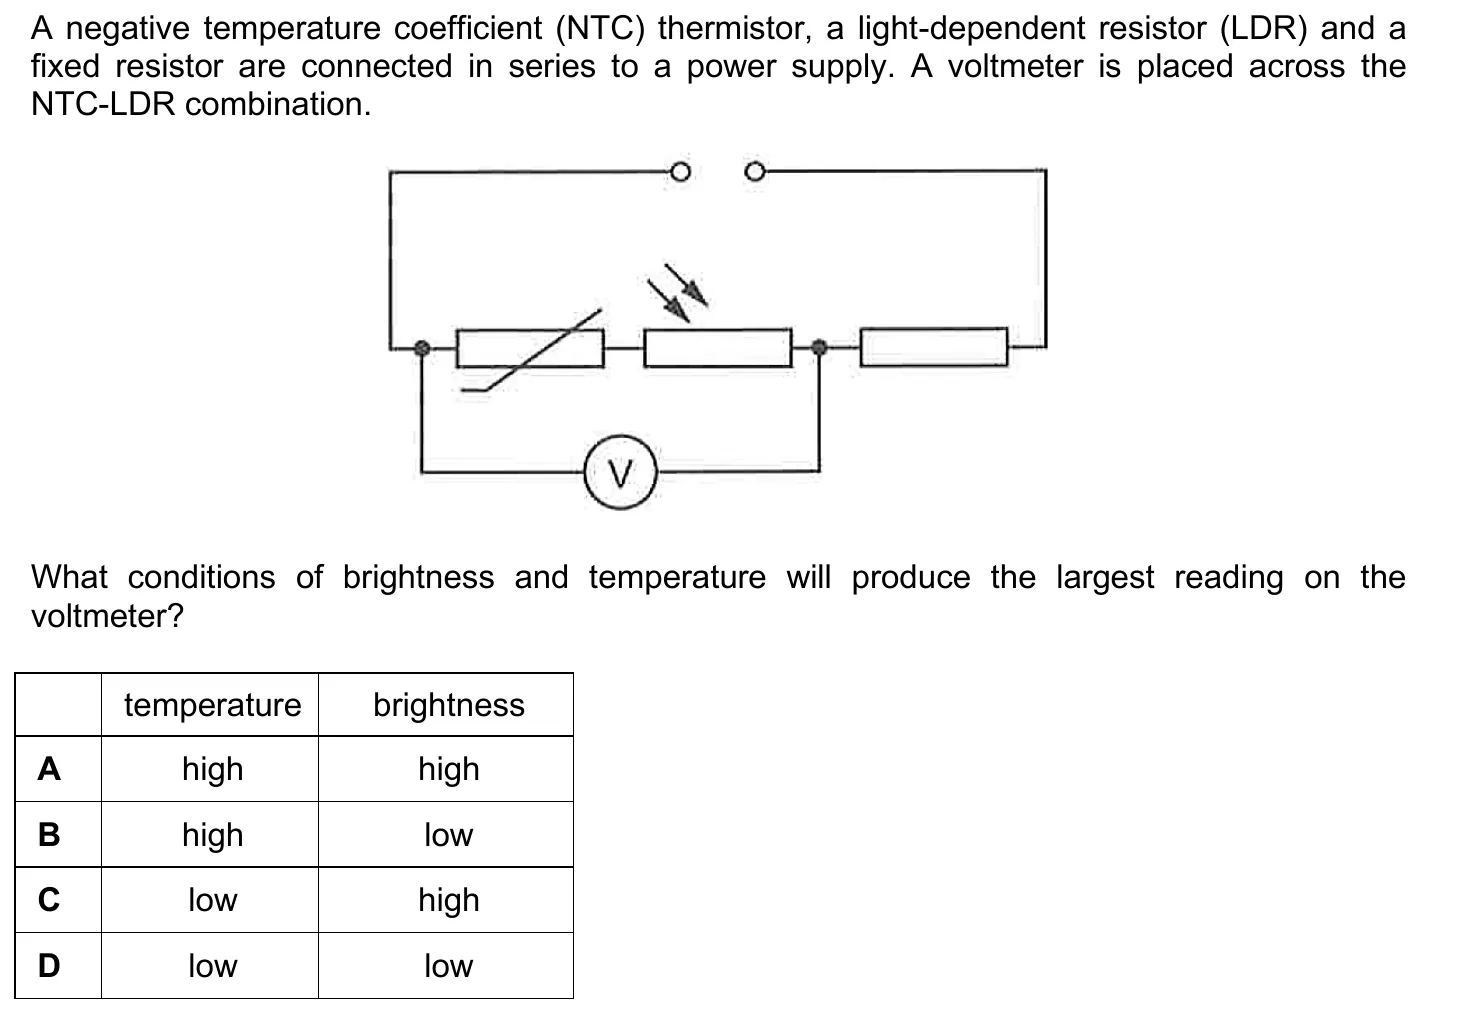 A negative temperature coefficient (NTC) thermistor, a light-dependent resistor (LDR) and a
fixed resistor are connected in series to a power supply. A voltmeter is placed across the
NTC-LDR combination.
V
What conditions of brightness and temperature will produce the largest reading on the
voltmeter?
temperature brightness
A high high
B high low
C low high
D low low